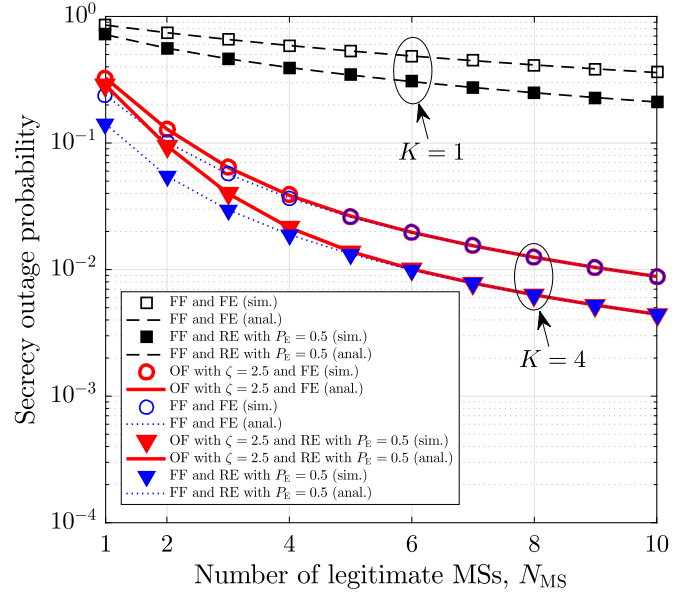 10^0
10^{-1}
10^{-2}
10^{-3}
10^{-4}
Secrecy outage probability
K = 1
K = 4
FF and FE (sim.)
FF and FE (anal.)
FF and RE with P_E = 0.5 (sim.)
FF and RE with P_E = 0.5 (anal.)
OF with ζ = 2.5 and FE (sim.)
OF with ζ = 2.5 and FE (anal.)
FF and FE (sim.)
FF and FE (anal.)
OF with ζ = 2.5 and RE with P_E = 0.5 (sim.)
OF with ζ = 2.5 and RE with P_E = 0.5 (anal.)
FF and RE with P_E = 0.5 (sim.)
FF and RE with P_E = 0.5 (anal.)
1 2 4 6 8 10
Number of legitimate MSs, N_MS